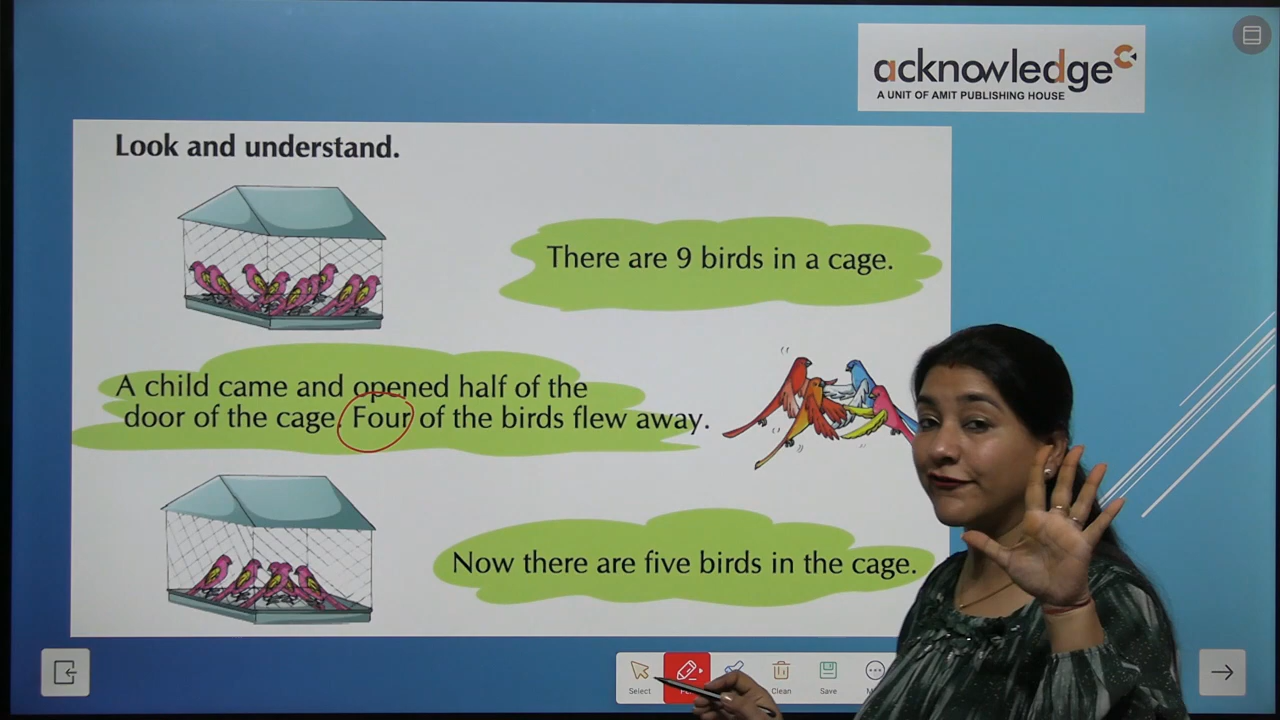 acknowledge
A UNIT OF AMIT PUBLISHING HOUSE
Look and understand.
There are 9 birds in a cage.
A child came and opened half of the
door of the cage. Four of the birds flew away.
Now there are five birds in the cage.
Select
Clean
Save